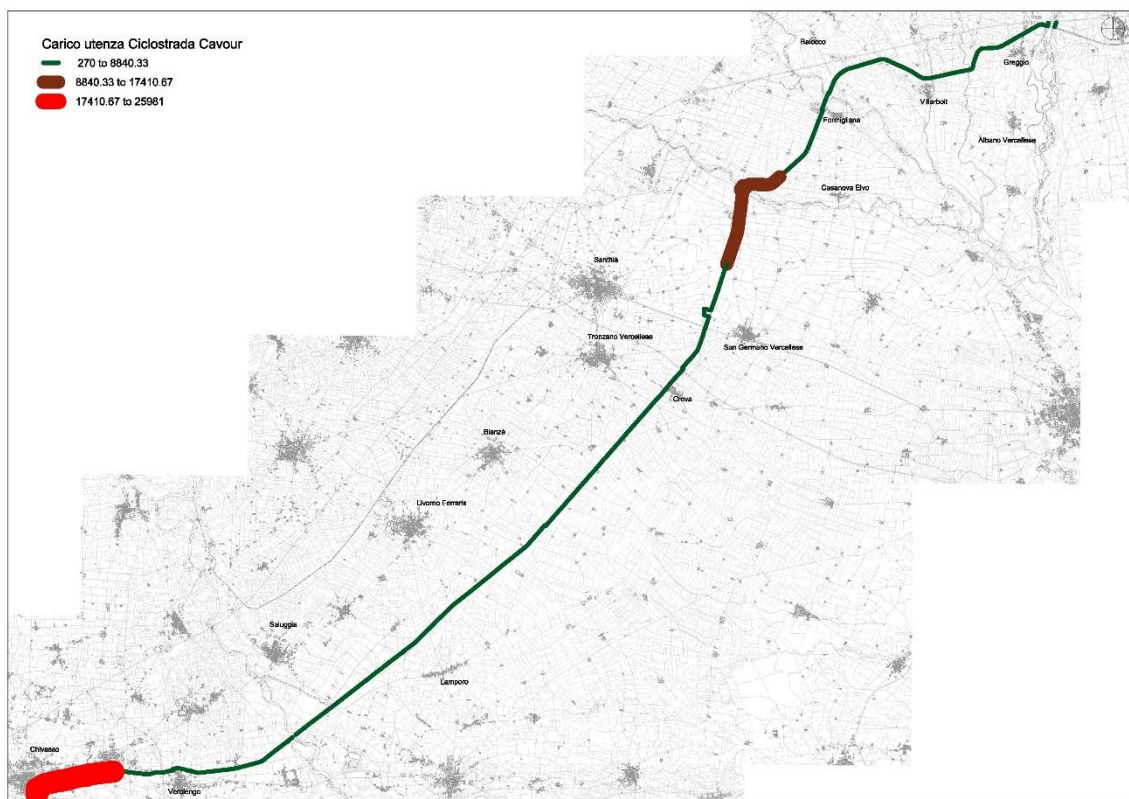 Carico utenza Ciclostrada Cavour
270 to 8840.33
8840.33 to 17410.67
17410.67 to 25981
Balocco
Greggio
Villarboit
Formigliana
Albano Vercellese
Casanova Elvo
Santhià
Tronzano Vercellese
San Germano Vercellese
Crova
Bianzè
Livorno Ferraris
Saluggia
Lamporo
Chivasso
Verolengo